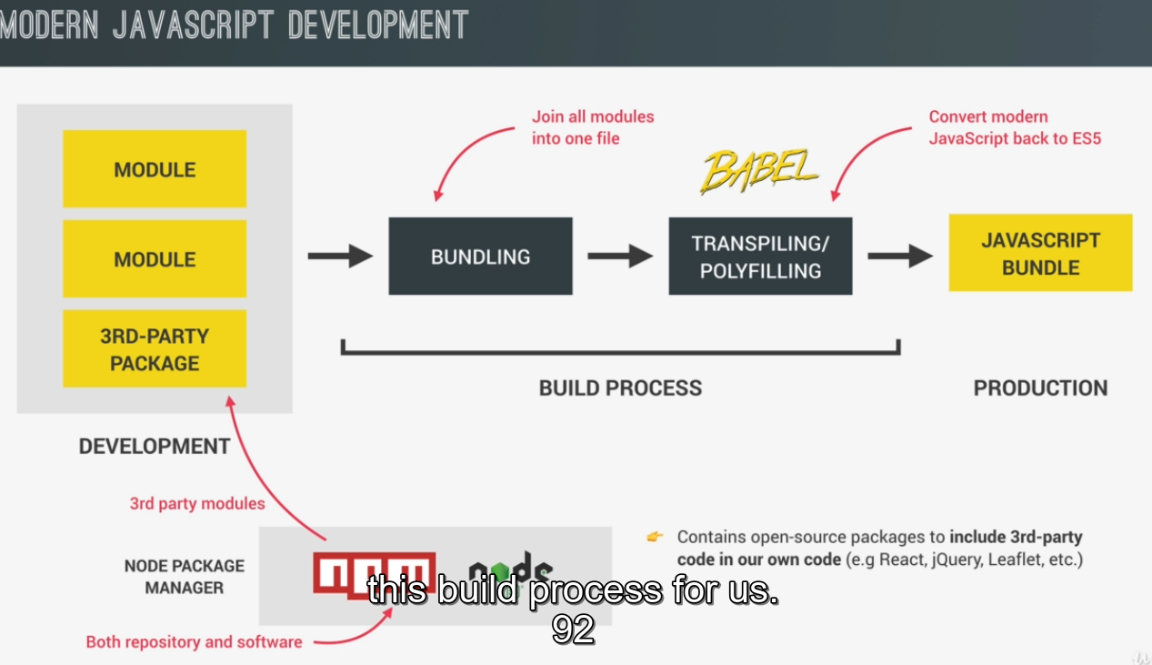 MODERN JAVASCRIPT DEVELOPMENT
Join all modules
into one file
Convert modern
JavaScript back to ES5
BABEL
MODULE
MODULE
3RD-PARTY
PACKAGE
BUNDLING
TRANSPILING/
POLYFILLING
JAVASCRIPT
BUNDLE
BUILD PROCESS
PRODUCTION
DEVELOPMENT
3rd party modules
NODE PACKAGE
MANAGER
npm
node
👉 Contains open-source packages to include 3rd-party
code in our own code (e.g React, jQuery, Leaflet, etc.)
this build process for us.
92
Both repository and software